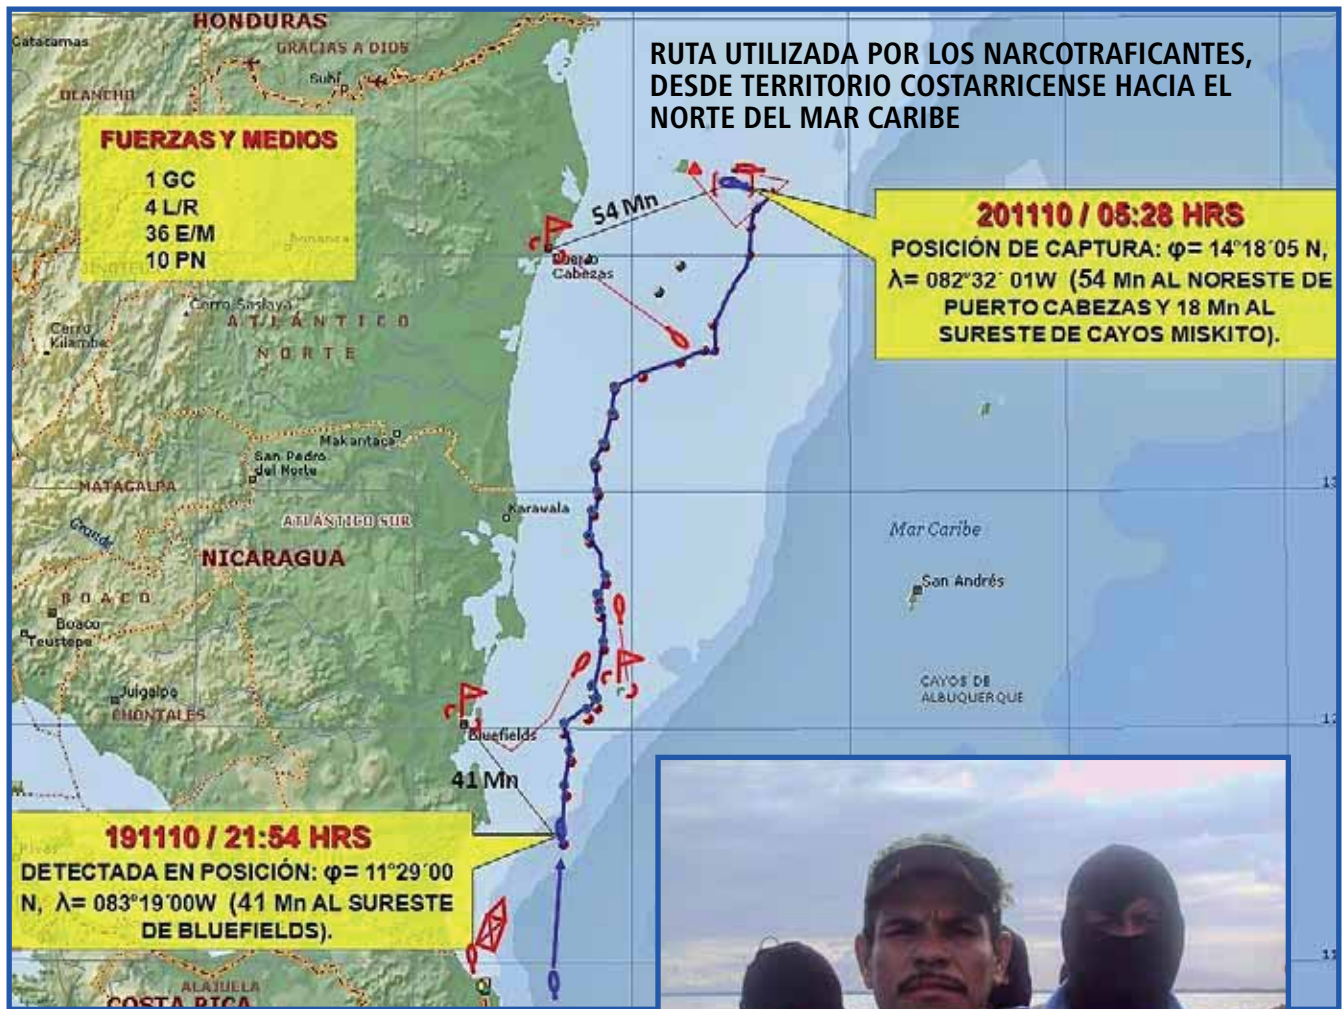 HONDURAS
Catacamas
GRACIAS A DIOS
OLANCHO
RUTA UTILIZADA POR LOS NARCOTRAFICANTES,
DESDE TERRITORIO COSTARRICENSE HACIA EL
NORTE DEL MAR CARIBE
FUERZAS Y MEDIOS
1 GC
4 L/R
36 E/M
10 PN
54 Mn
Puerto
Cabezas
201110 / 05:28 HRS
POSICIÓN DE CAPTURA: φ= 14°18´05 N,
λ= 082°32´ 01W (54 Mn AL NORESTE DE
PUERTO CABEZAS Y 18 Mn AL
SURESTE DE CAYOS MISKITO).
Bonanza
Cerro Saslaya
Cerro
Kilambe
ATLÁNTICO
NORTE
Makantaca
San Pedro
del Norte
MATAGALPA
Karavala
ATLÁNTICO SUR
Grande
NICARAGUA
Mar Caribe
San Andrés
BOACO
Boaco
Teustepe
CAYOS DE
ALBUQUERQUE
Juigalpa
CHONTALES
Bluefields
41 Mn
191110 / 21:54 HRS
DETECTADA EN POSICIÓN: φ= 11°29´00
N, λ= 083°19´00W (41 Mn AL SURESTE
DE BLUEFIELDS).
ALAJUELA
COSTA RICA